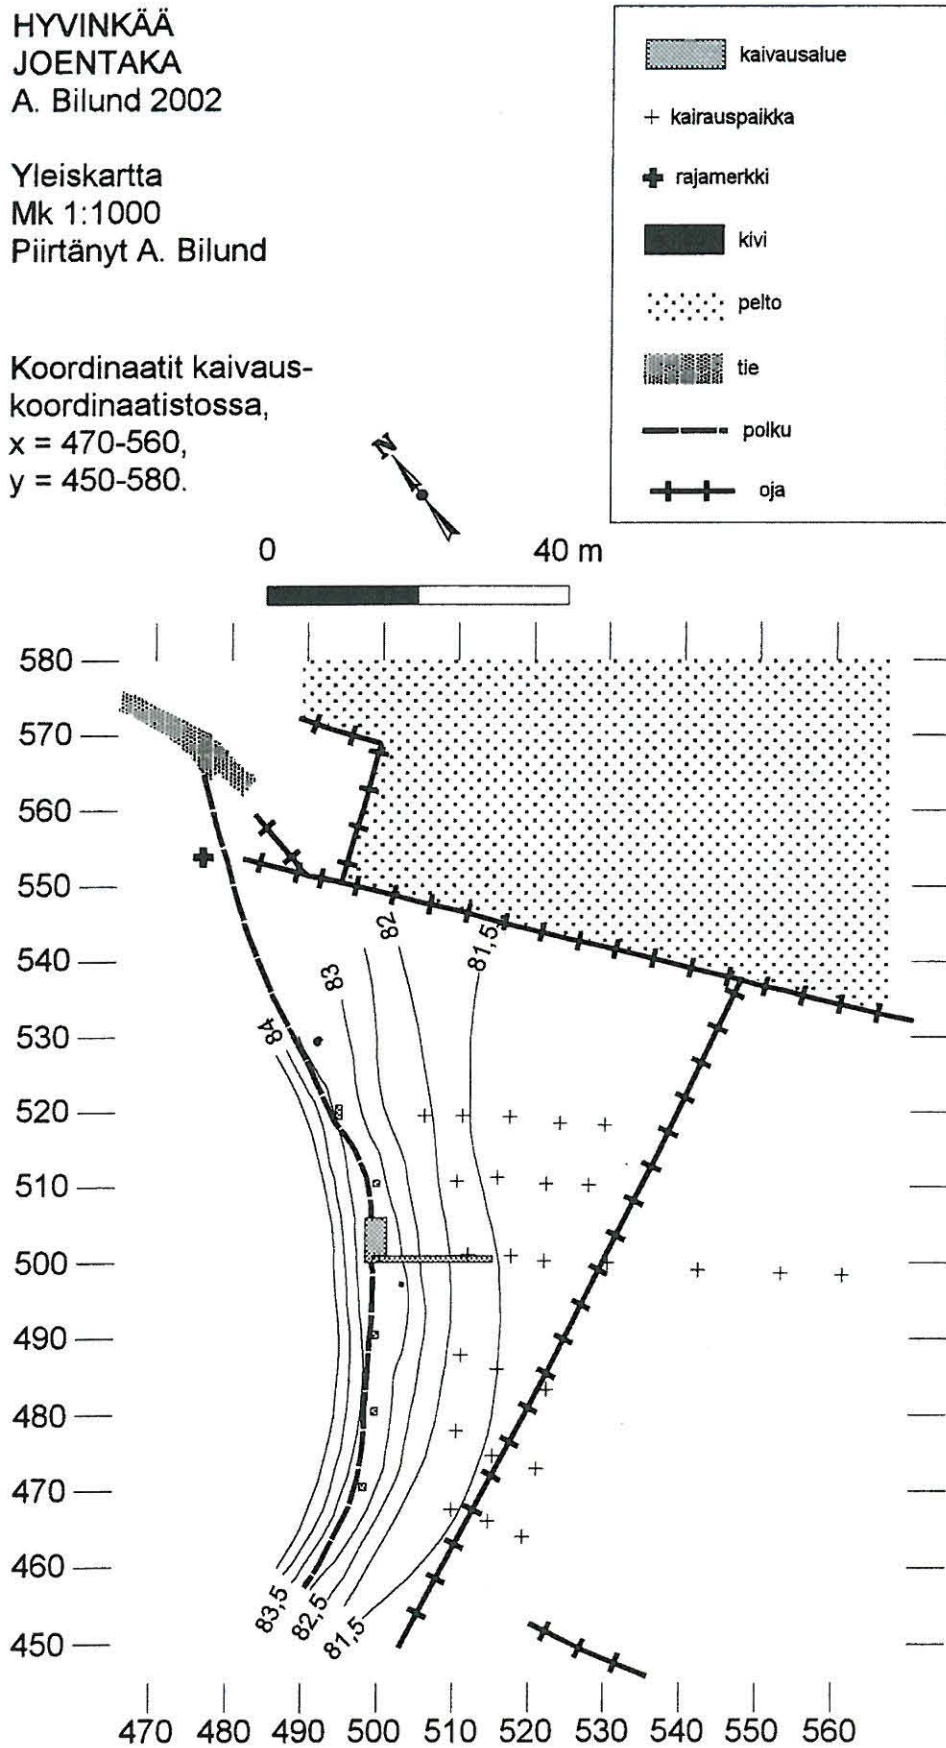 HYVINKÄÄ
JOENTAKA
A. Bilund 2002
Yleiskartta
Mk 1:1000
Piirtänyt A. Bilund
Koordinaatit kaivaus-
koordinaatistossa,
x = 470-560,
y = 450-580.
kaivausalue
kairauspaikka
rajamerkki
kivi
pelto
tie
polku
oja
N
0 40 m
580
570
560
550
540
530
520
510
500
490
480
470
460
450
82
81,5
83
84
83,5
82,5
81,5
470 480 490 500 510 520 530 540 550 560